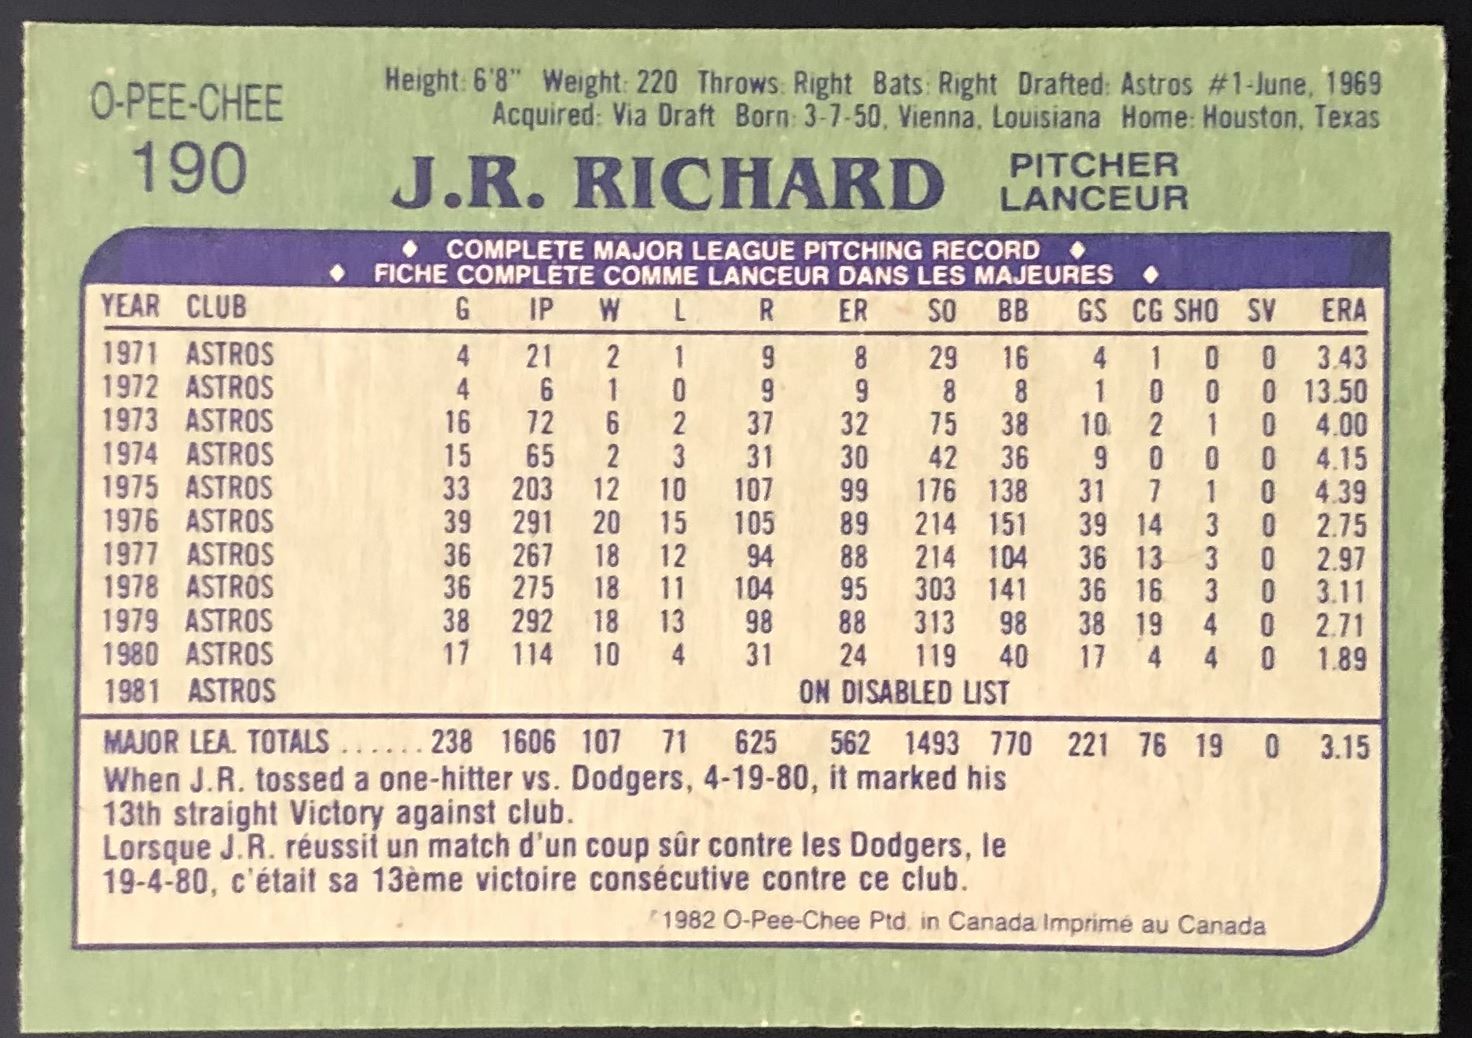 O-PEE-CHEE
190
Height: 6'8" Weight: 220 Throws: Right Bats: Right Drafted: Astros #1-June, 1969
Acquired: Via Draft Born: 3-7-50, Vienna, Louisiana Home: Houston, Texas
J.R. RICHARD PITCHER
LANCEUR
♦ COMPLETE MAJOR LEAGUE PITCHING RECORD ♦
♦ FICHE COMPLÈTE COMME LANCEUR DANS LES MAJEURES ♦
YEAR CLUB G IP W L R ER SO BB GS CG SHO SV ERA
1971 ASTROS 4 21 2 1 9 8 29 16 4 1 0 0 3.43
1972 ASTROS 4 6 1 0 9 9 8 8 1 0 0 0 13.50
1973 ASTROS 16 72 6 2 37 32 75 38 10 2 1 0 4.00
1974 ASTROS 15 65 2 3 31 30 42 36 9 0 0 0 4.15
1975 ASTROS 33 203 12 10 107 99 176 138 31 7 1 0 4.39
1976 ASTROS 39 291 20 15 105 89 214 151 39 14 3 0 2.75
1977 ASTROS 36 267 18 12 94 88 214 104 36 13 3 0 2.97
1978 ASTROS 36 275 18 11 104 95 303 141 36 16 3 0 3.11
1979 ASTROS 38 292 18 13 98 88 313 98 38 19 4 0 2.71
1980 ASTROS 17 114 10 4 31 24 119 40 17 4 4 0 1.89
1981 ASTROS ON DISABLED LIST
MAJOR LEA. TOTALS ...... 238 1606 107 71 625 562 1493 770 221 76 19 0 3.15
When J.R. tossed a one-hitter vs. Dodgers, 4-19-80, it marked his
13th straight Victory against club.
Lorsque J.R. réussit un match d'un coup sûr contre les Dodgers, le
19-4-80, c'était sa 13ème victoire consécutive contre ce club.
©1982 O-Pee-Chee Ptd. in Canada Imprimé au Canada